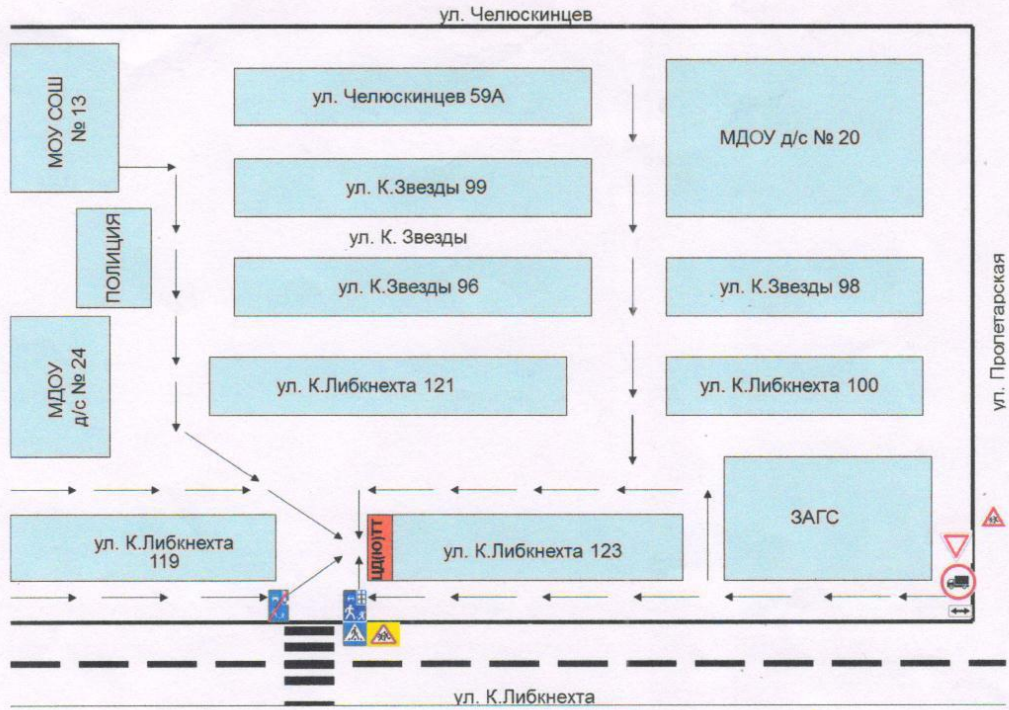 ул. Челюскинцев
МОУ СОШ
№ 13
ул. Челюскинцев 59А
МДОУ д/с № 20
ул. К.Звезды 99
ПОЛИЦИЯ
ул. К. Звезды
ул. К.Звезды 96
ул. К.Звезды 98
ул. Пропетарская
МДОУ
д/с № 24
ул. К.Либкнехта 121
ул. К.Либкнехта 100
ул. К.Либкнехта
119
ЦД(Ю)ТТ
ул. К.Либкнехта 123
ЗАГС
ул. К.Либкнехта